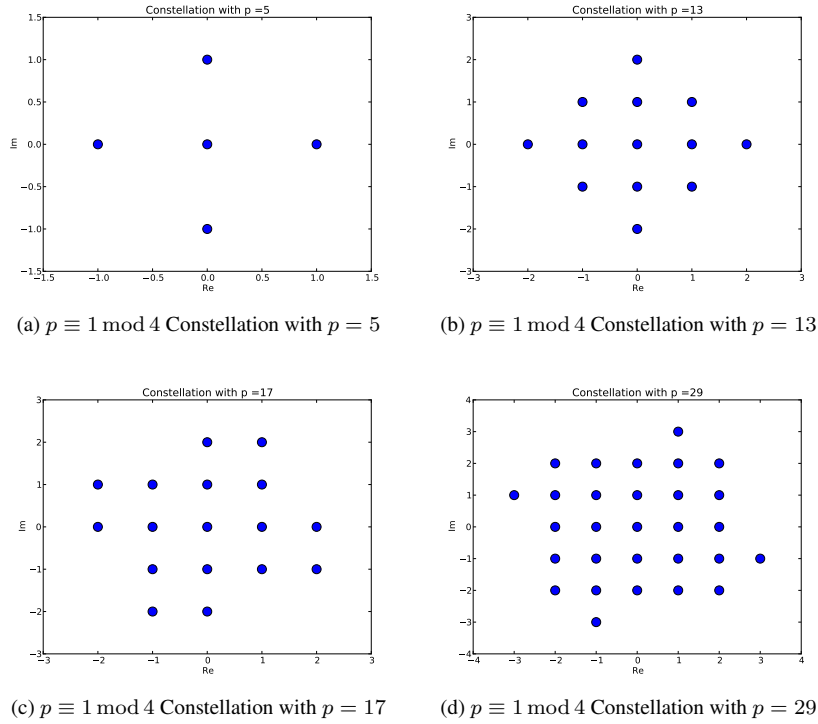 Constellation with p =5
1.5
1.0
0.5
0.0
−0.5
−1.0
−1.5
Im
−1.5 −1.0 −0.5 0.0 0.5 1.0 1.5
Re
(a) p ≡ 1 mod 4 Constellation with p = 5
Constellation with p =13
3
2
1
0
−1
−2
−3
Im
−3 −2 −1 0 1 2 3
Re
(b) p ≡ 1 mod 4 Constellation with p = 13
Constellation with p =17
3
2
1
0
−1
−2
−3
Im
−3 −2 −1 0 1 2 3
Re
(c) p ≡ 1 mod 4 Constellation with p = 17
Constellation with p =29
4
3
2
1
0
−1
−2
−3
−4
Im
−4 −3 −2 −1 0 1 2 3 4
Re
(d) p ≡ 1 mod 4 Constellation with p = 29